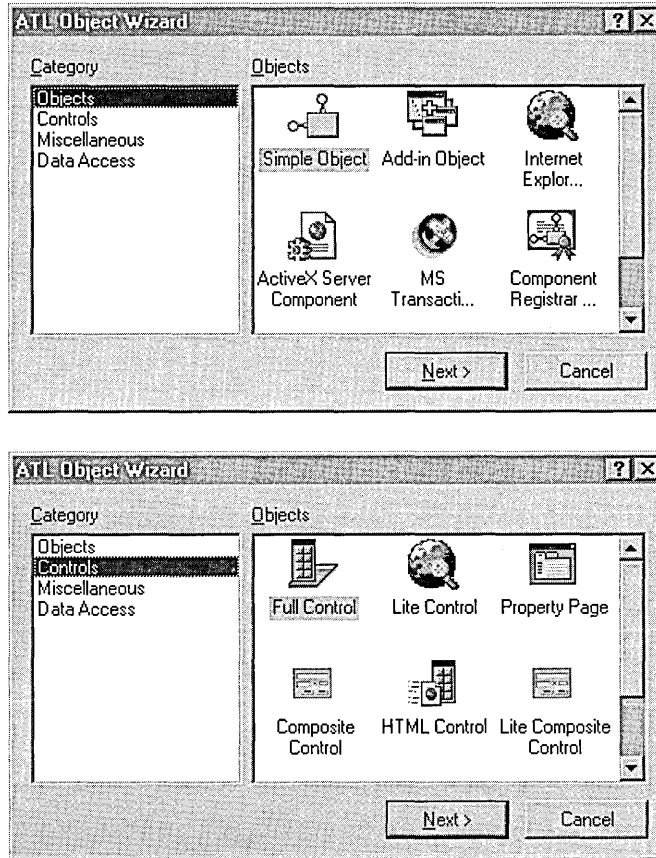 ATL Object Wizard
Category
Objects
Objects
Controls
Miscellaneous
Data Access
Simple Object
Add-in Object
Internet
Explor...
ActiveX Server
Component
MS
Transacti...
Component
Registrar ...
Next >
Cancel
ATL Object Wizard
Category
Objects
Objects
Controls
Miscellaneous
Data Access
Full Control
Lite Control
Property Page
Composite
Control
HTML Control
Lite Composite
Control
Next >
Cancel